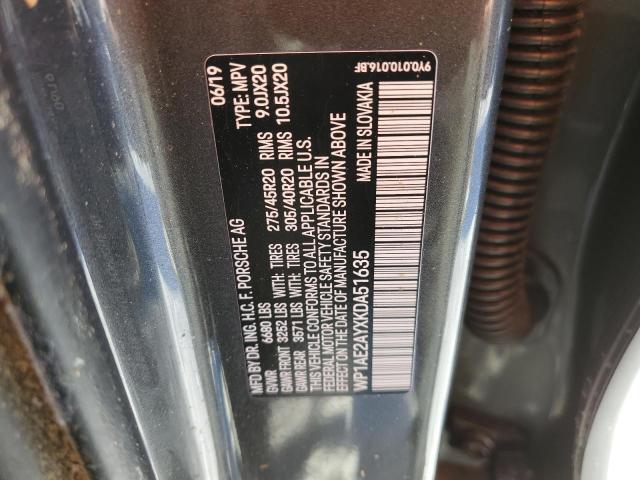 MFD BY DR. ING. H.C. F. PORSCHE AG 06/19
GVWR 6680 LBS TYPE: MPV
GAWR FRONT 3252 LBS WITH: TIRES 275/45R20 RIMS 9.0JX20
GAWR REAR 3671 LBS WITH: TIRES 305/40R20 RIMS 10.5JX20
THIS VEHICLE CONFORMS TO ALL APPLICABLE U.S.
FEDERAL MOTOR VEHICLE SAFETY STANDARDS IN
EFFECT ON THE DATE OF MANUFACTURE SHOWN ABOVE
WP1AE2AYXKDA51635 MADE IN SLOVAKIA
9Y0.010.016.BF